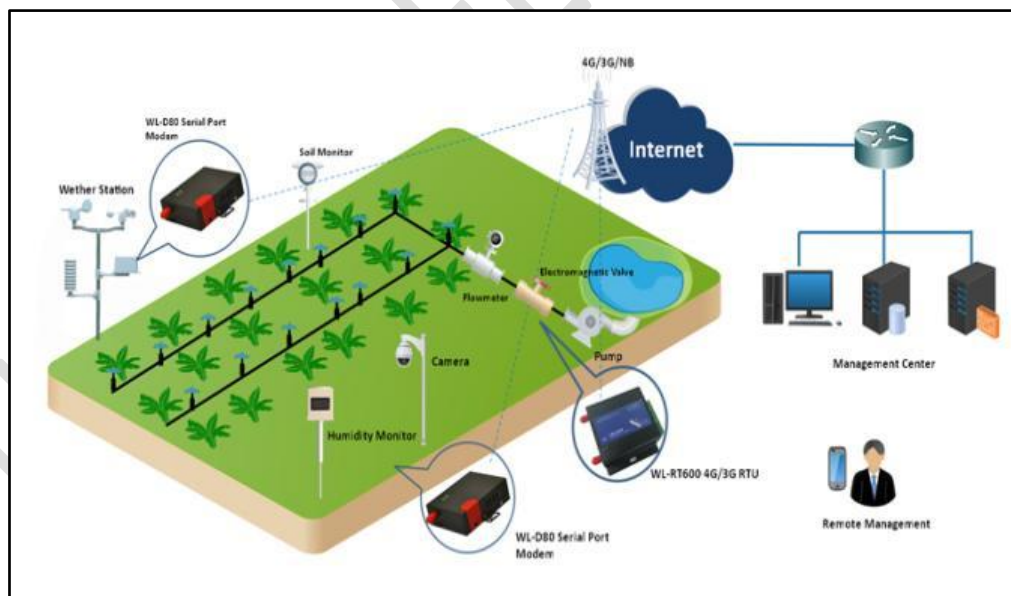 4G/3G/NB
WL-D80 Serial Port
Modem
Internet
Soil Monitor
Wether Station
Electromagnetic Valve
Flowmeter
Pump
Camera
Management Center
Humidity Monitor
WL-RT600 4G/3G RTU
Remote Management
WL-D80 Serial Port
Modem